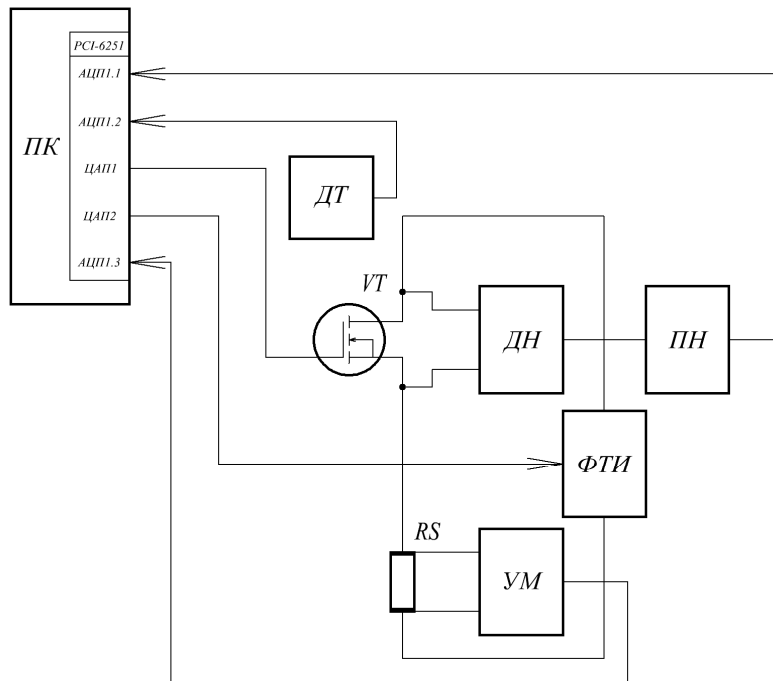 PCI-6251
АЦП1.1
АЦП1.2
ПК
ЦАП1
ДТ
ЦАП2
АЦП1.3
VT
ДН
ПН
ФТИ
RS
УМ